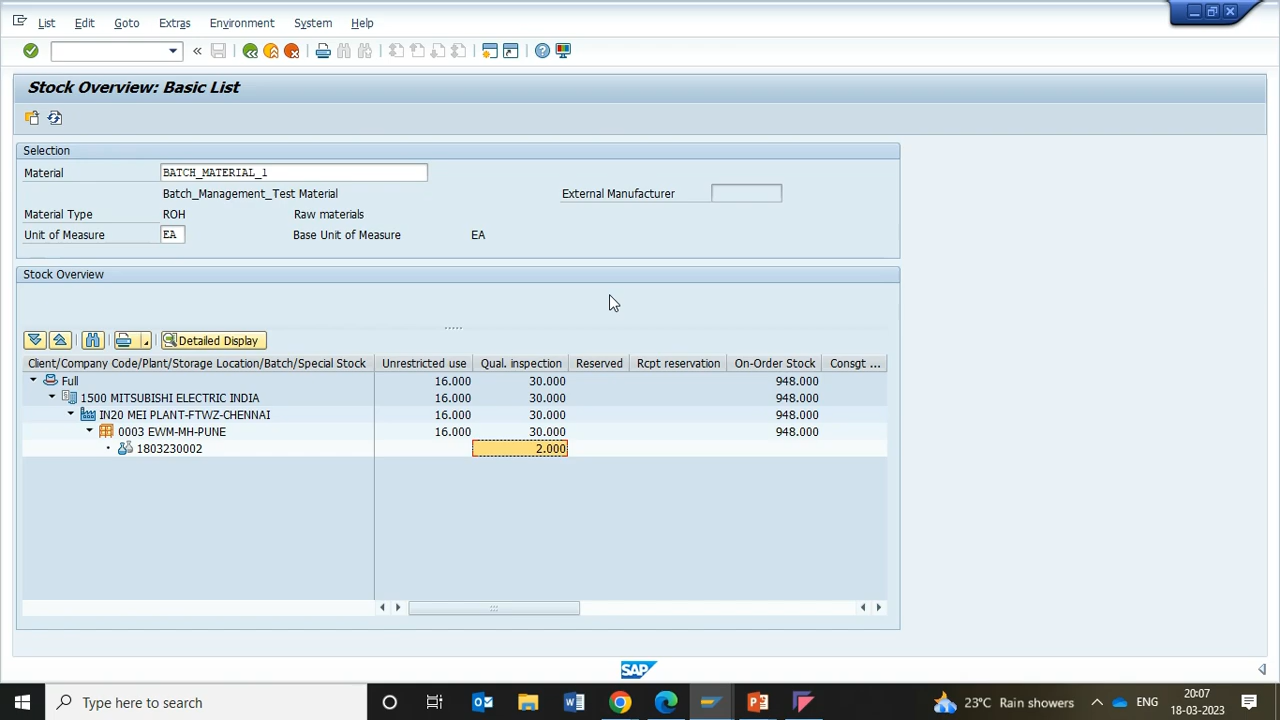 List Edit Goto Extras Environment System Help
Stock Overview: Basic List
Selection
Material BATCH_MATERIAL_1
Batch_Management_Test Material External Manufacturer
Material Type ROH Raw materials
Unit of Measure EA Base Unit of Measure EA
Stock Overview
Detailed Display
Client/Company Code/Plant/Storage Location/Batch/Special Stock Unrestricted use Qual. inspection Reserved Rcpt reservation On-Order Stock Consgt ...
Full 16.000 30.000 948.000
1500 MITSUBISHI ELECTRIC INDIA 16.000 30.000 948.000
IN20 MEI PLANT-FTWZ-CHENNAI 16.000 30.000 948.000
0003 EWM-MH-PUNE 16.000 30.000 948.000
1803230002 2.000
SAP
Type here to search
23°C Rain showers ENG 20:07
18-03-2023